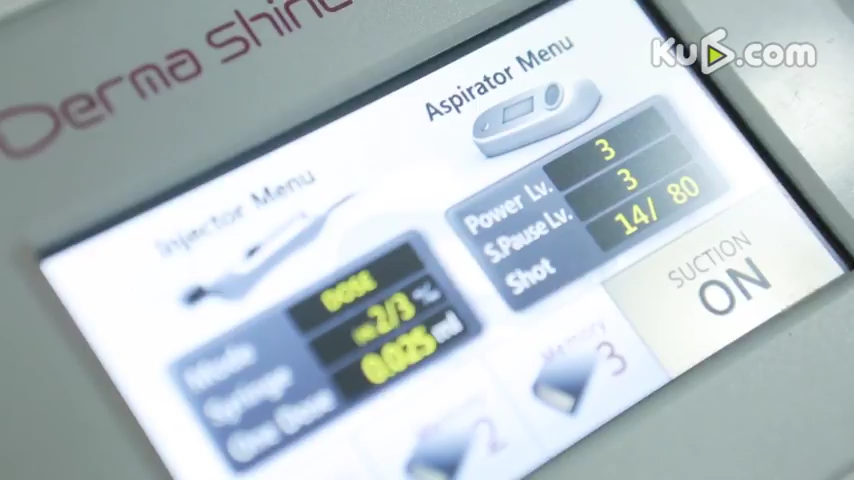 Derma Shine
Ku6.com
Aspirator Menu
Power Lv. 3
S.Pause Lv. 3
Shot 14/ 80
SUCTION
ON
Injector Menu
Mode DOSE
Syringe 2/3
One Dose 0.025 ml
Memory
3
2